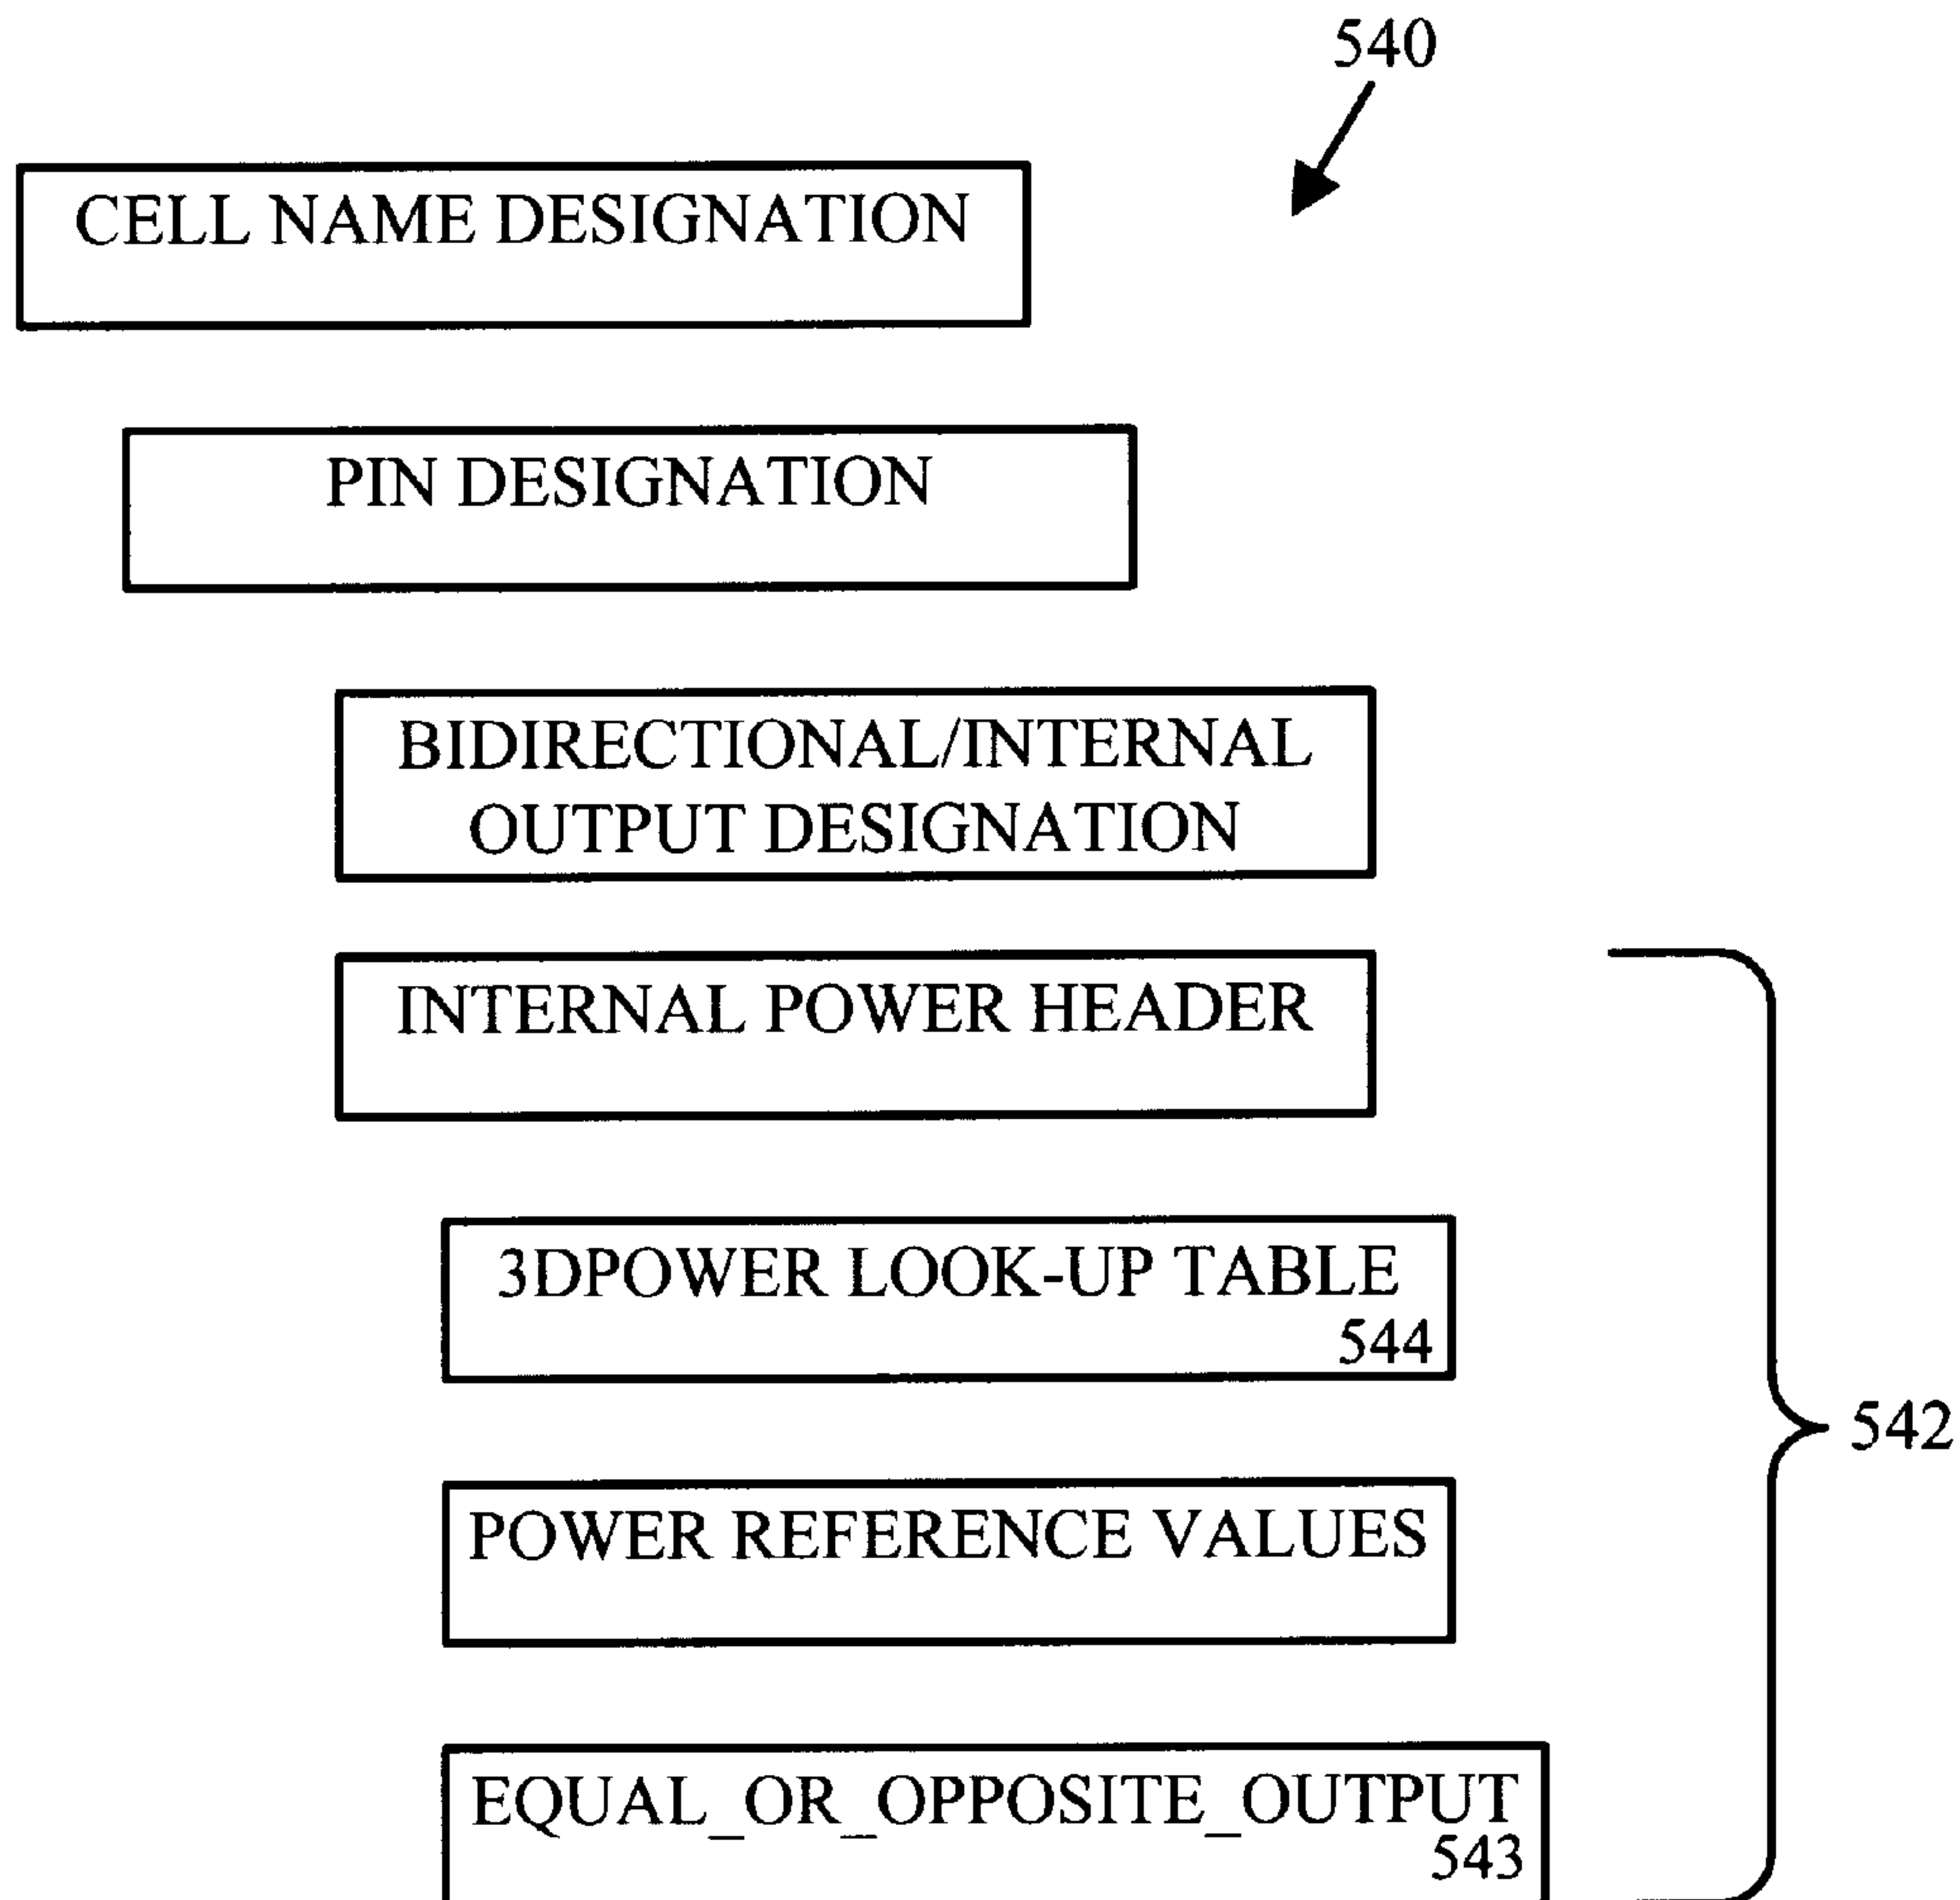 540
CELL NAME DESIGNATION
PIN DESIGNATION
BIDIRECTIONAL/INTERNAL
OUTPUT DESIGNATION
INTERNAL POWER HEADER
3DPOWER LOOK-UP TABLE
544
542
POWER REFERENCE VALUES
EQUAL_OR_OPPOSITE_OUTPUT
543